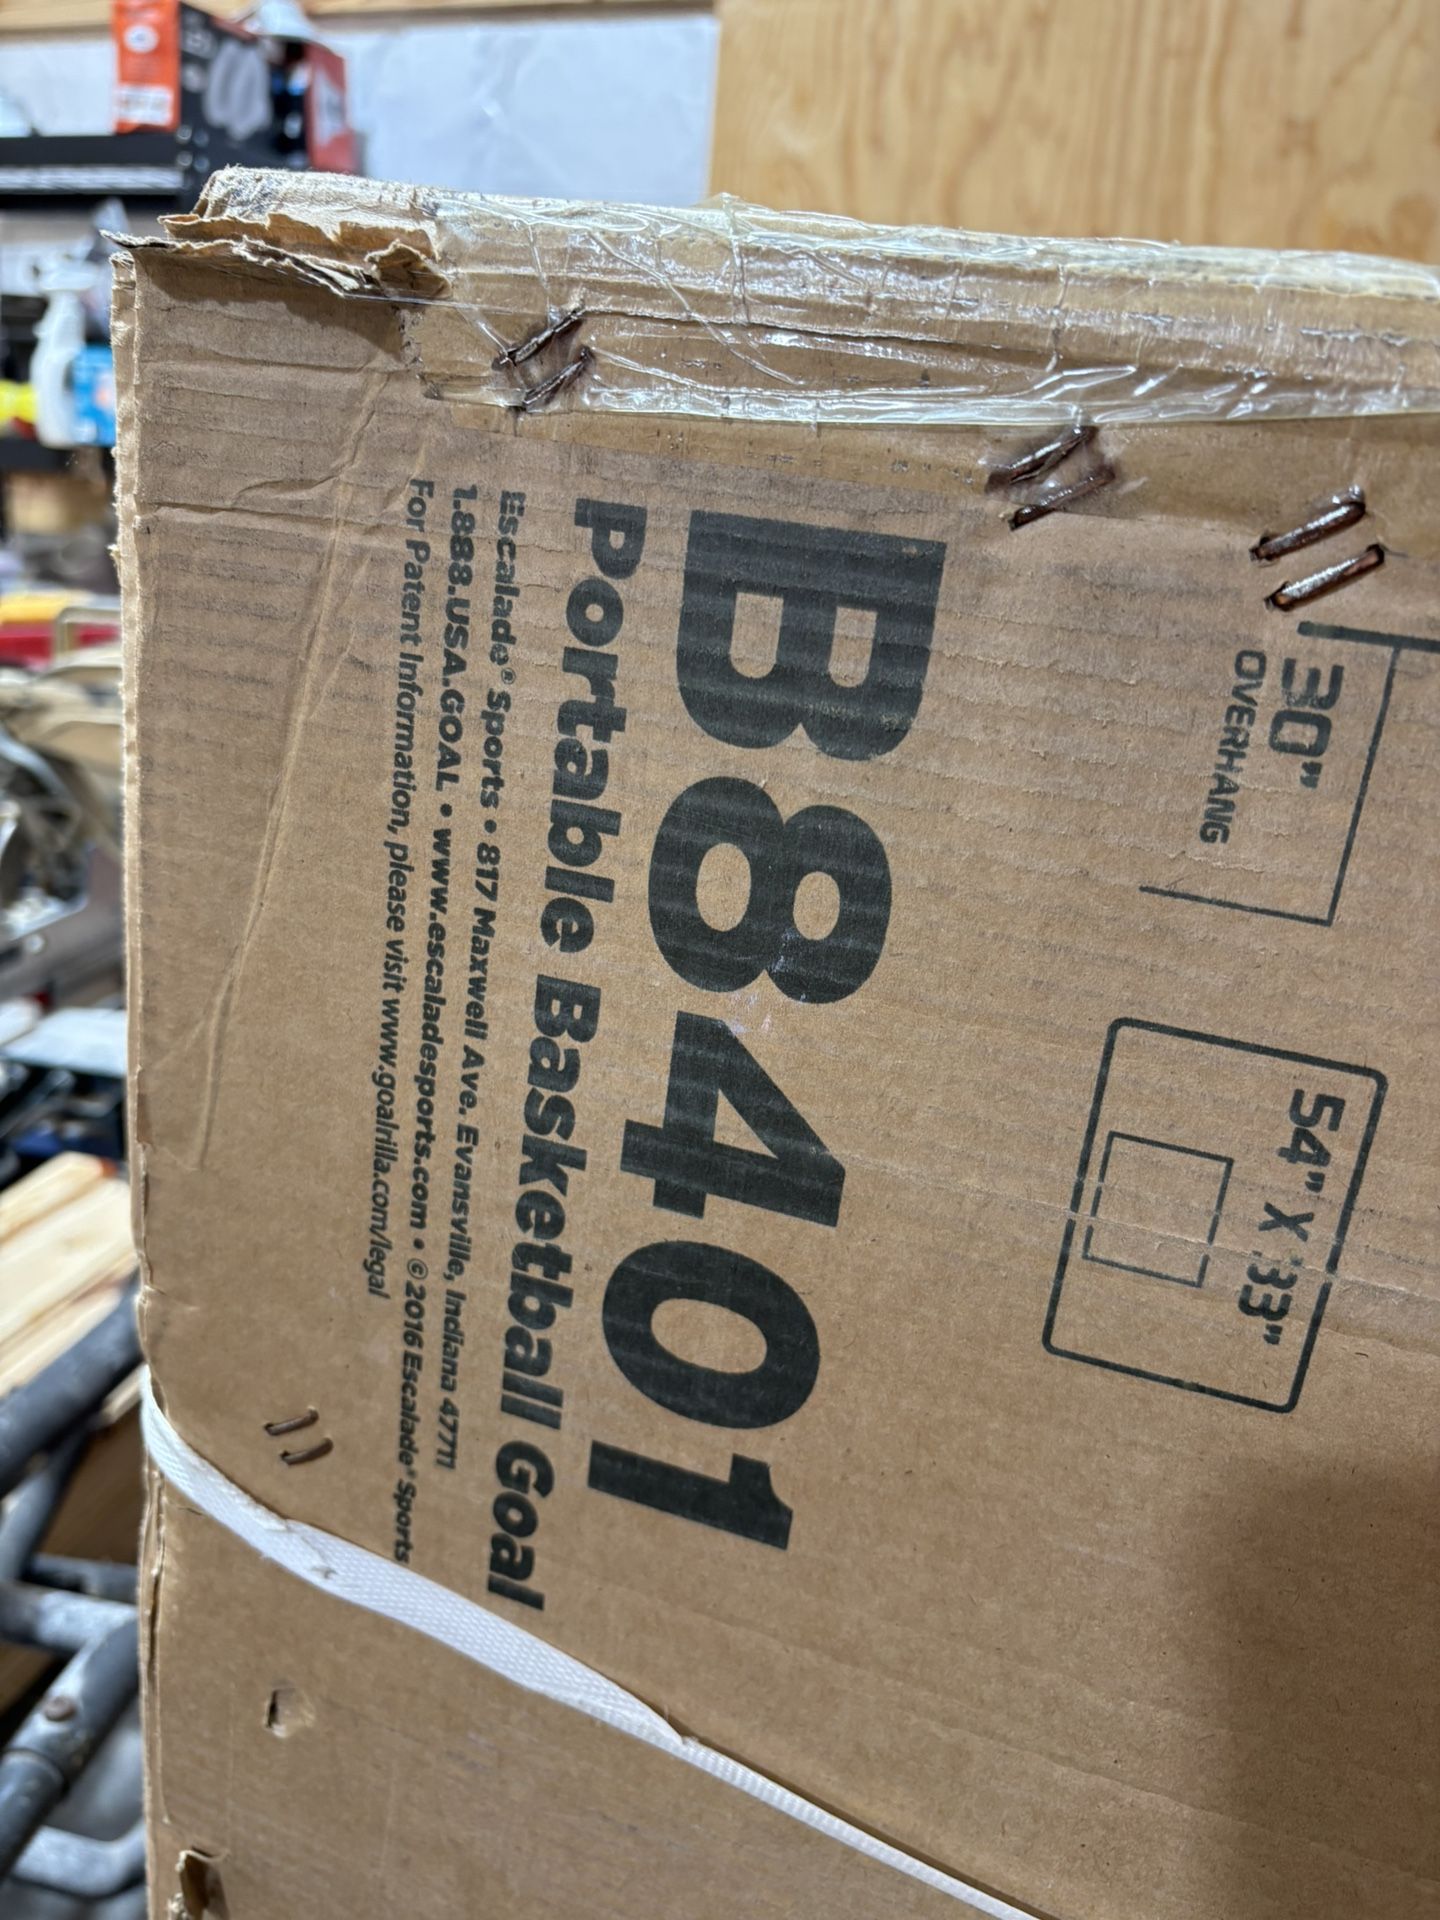 30"
OVERHANG
54" X 33"
B8401
Portable Basketball Goal
Escalade® Sports • 817 Maxwell Ave. Evansville, Indiana 47711
1.888.USA.GOAL • www.escaladesports.com • © 2016 Escalade® Sports
For Patent Information, please visit www.goalrilla.com/legal